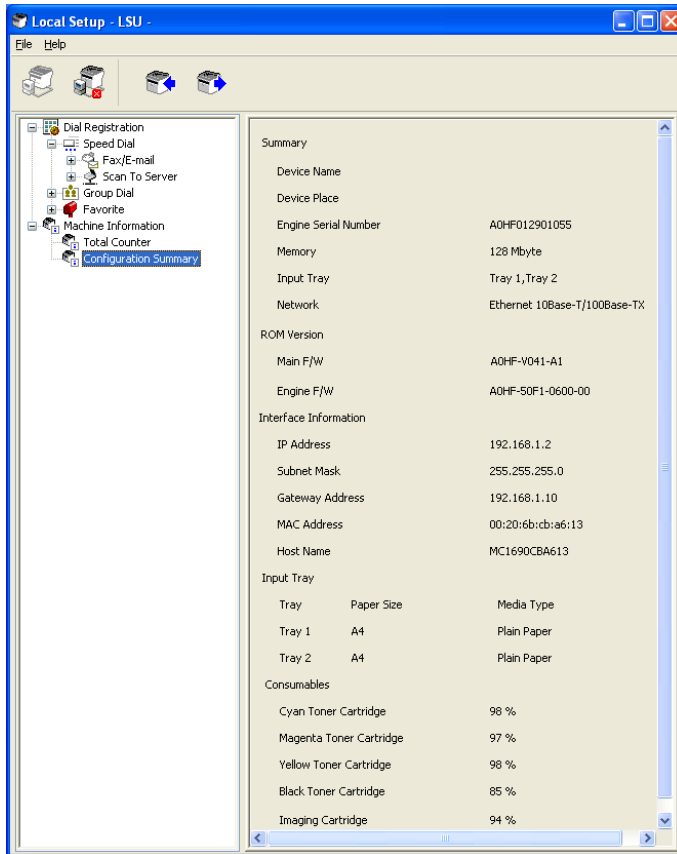 Local Setup - LSU -
File Help
Dial Registration
Speed Dial
Fax/E-mail
Scan To Server
Group Dial
Favorite
Machine Information
Total Counter
Configuration Summary
Summary
Device Name
Device Place
Engine Serial Number A0HF012901055
Memory 128 Mbyte
Input Tray Tray 1,Tray 2
Network Ethernet 10Base-T/100Base-TX
ROM Version
Main F/W A0HF-V041-A1
Engine F/W A0HF-50F1-0600-00
Interface Information
IP Address 192.168.1.2
Subnet Mask 255.255.255.0
Gateway Address 192.168.1.10
MAC Address 00:20:6b:cb:a6:13
Host Name MC1690CBA613
Input Tray
Tray Paper Size Media Type
Tray 1 A4 Plain Paper
Tray 2 A4 Plain Paper
Consumables
Cyan Toner Cartridge 98 %
Magenta Toner Cartridge 97 %
Yellow Toner Cartridge 98 %
Black Toner Cartridge 85 %
Imaging Cartridge 94 %